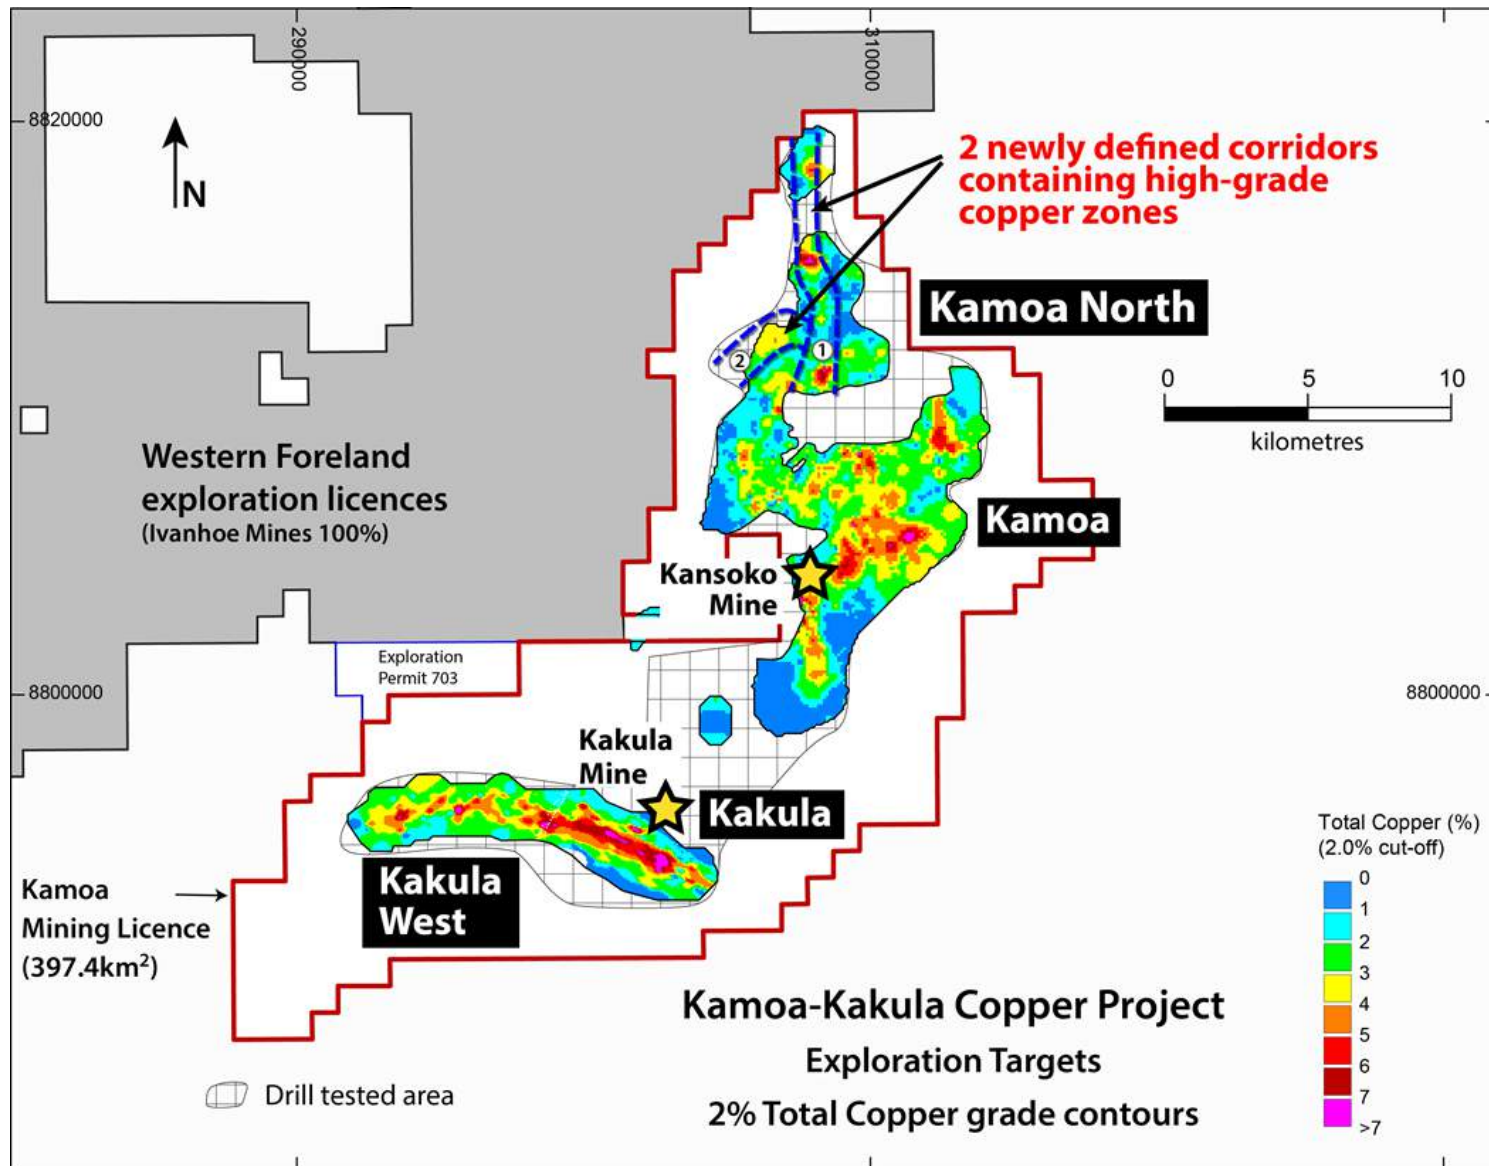 290000
310000
8820000
N
2 newly defined corridors
containing high-grade
copper zones
Kamoa North
1
2
0 5 10
kilometres
Western Foreland
exploration licences
(Ivanhoe Mines 100%)
Kamoa
Kansoko
Mine
Exploration
Permit 703
8800000
8800000
Kakula
Mine
Kakula
Kakula
West
Kamoa
Mining Licence
(397.4km²)
Total Copper (%)
(2.0% cut-off)
0
1
2
3
4
5
6
7
>7
Kamoa-Kakula Copper Project
Exploration Targets
2% Total Copper grade contours
Drill tested area